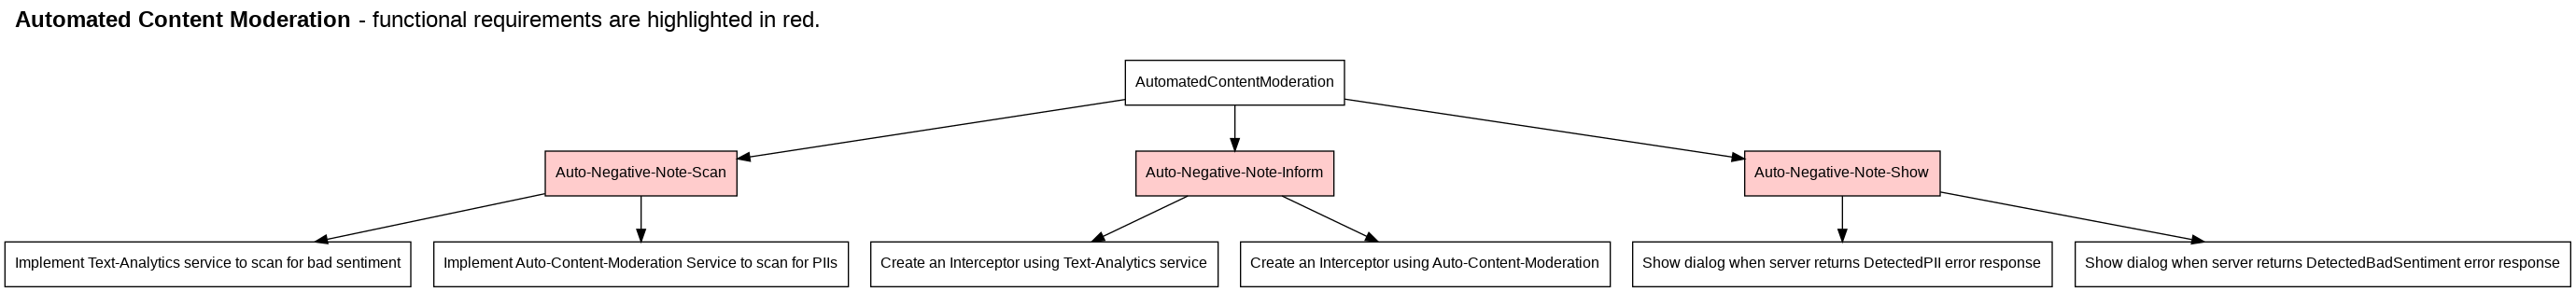 Automated Content Moderation - functional requirements are highlighted in red.
AutomatedContentModeration
Auto-Negative-Note-Scan
Auto-Negative-Note-Inform
Auto-Negative-Note-Show
Implement Text-Analytics service to scan for bad sentiment
Implement Auto-Content-Moderation Service to scan for PIIs
Create an Interceptor using Text-Analytics service
Create an Interceptor using Auto-Content-Moderation
Show dialog when server returns DetectedPII error response
Show dialog when server returns DetectedBadSentiment error response